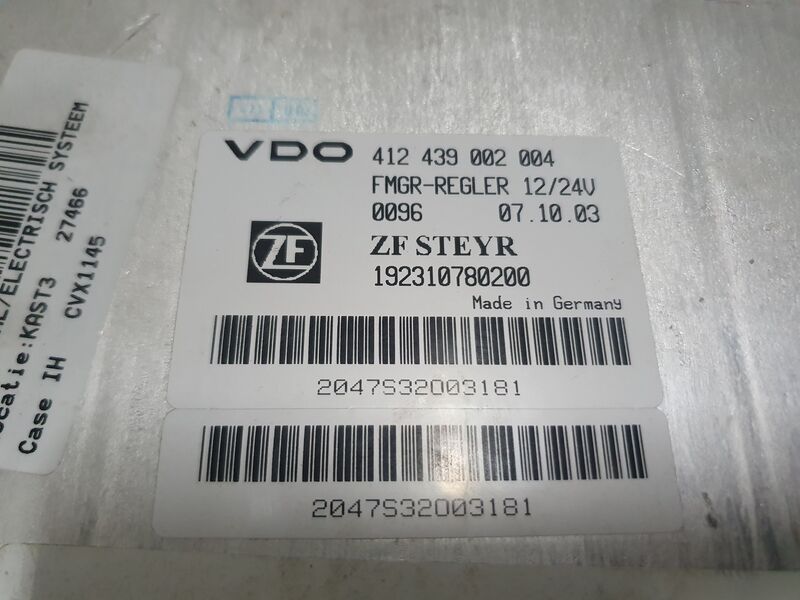 VDO 412 439 002 004
FMGR-REGLER 12/24V
0096 07.10.03
ZF ZF STEYR
192310780200
Made in Germany
2047S32003181
2047S32003181
/ELECTRISCH SYSTEEM
ocatie:KAST3 27466
Case IH CVX1145